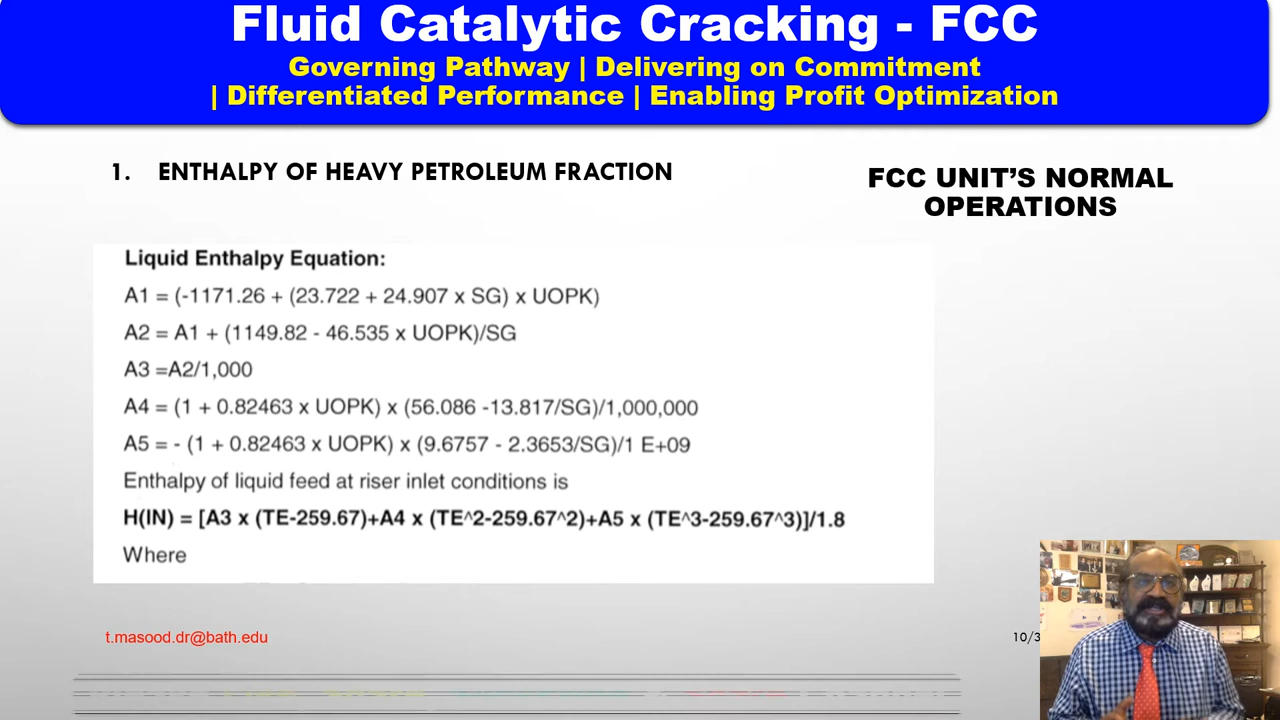 Fluid Catalytic Cracking - FCC
Governing Pathway | Delivering on Commitment
| Differentiated Performance | Enabling Profit Optimization
1. ENTHALPY OF HEAVY PETROLEUM FRACTION
FCC UNIT'S NORMAL
OPERATIONS
Liquid Enthalpy Equation:
A1 = (-1171.26 + (23.722 + 24.907 x SG) x UOPK)
A2 = A1 + (1149.82 - 46.535 x UOPK)/SG
A3 =A2/1,000
A4 = (1 + 0.82463 x UOPK) x (56.086 -13.817/SG)/1,000,000
A5 = - (1 + 0.82463 x UOPK) x (9.6757 - 2.3653/SG)/1 E+09
Enthalpy of liquid feed at riser inlet conditions is
H(IN) = [A3 x (TE-259.67)+A4 x (TE^2-259.67^2)+A5 x (TE^3-259.67^3)]/1.8
Where
t.masood.dr@bath.edu
10/3